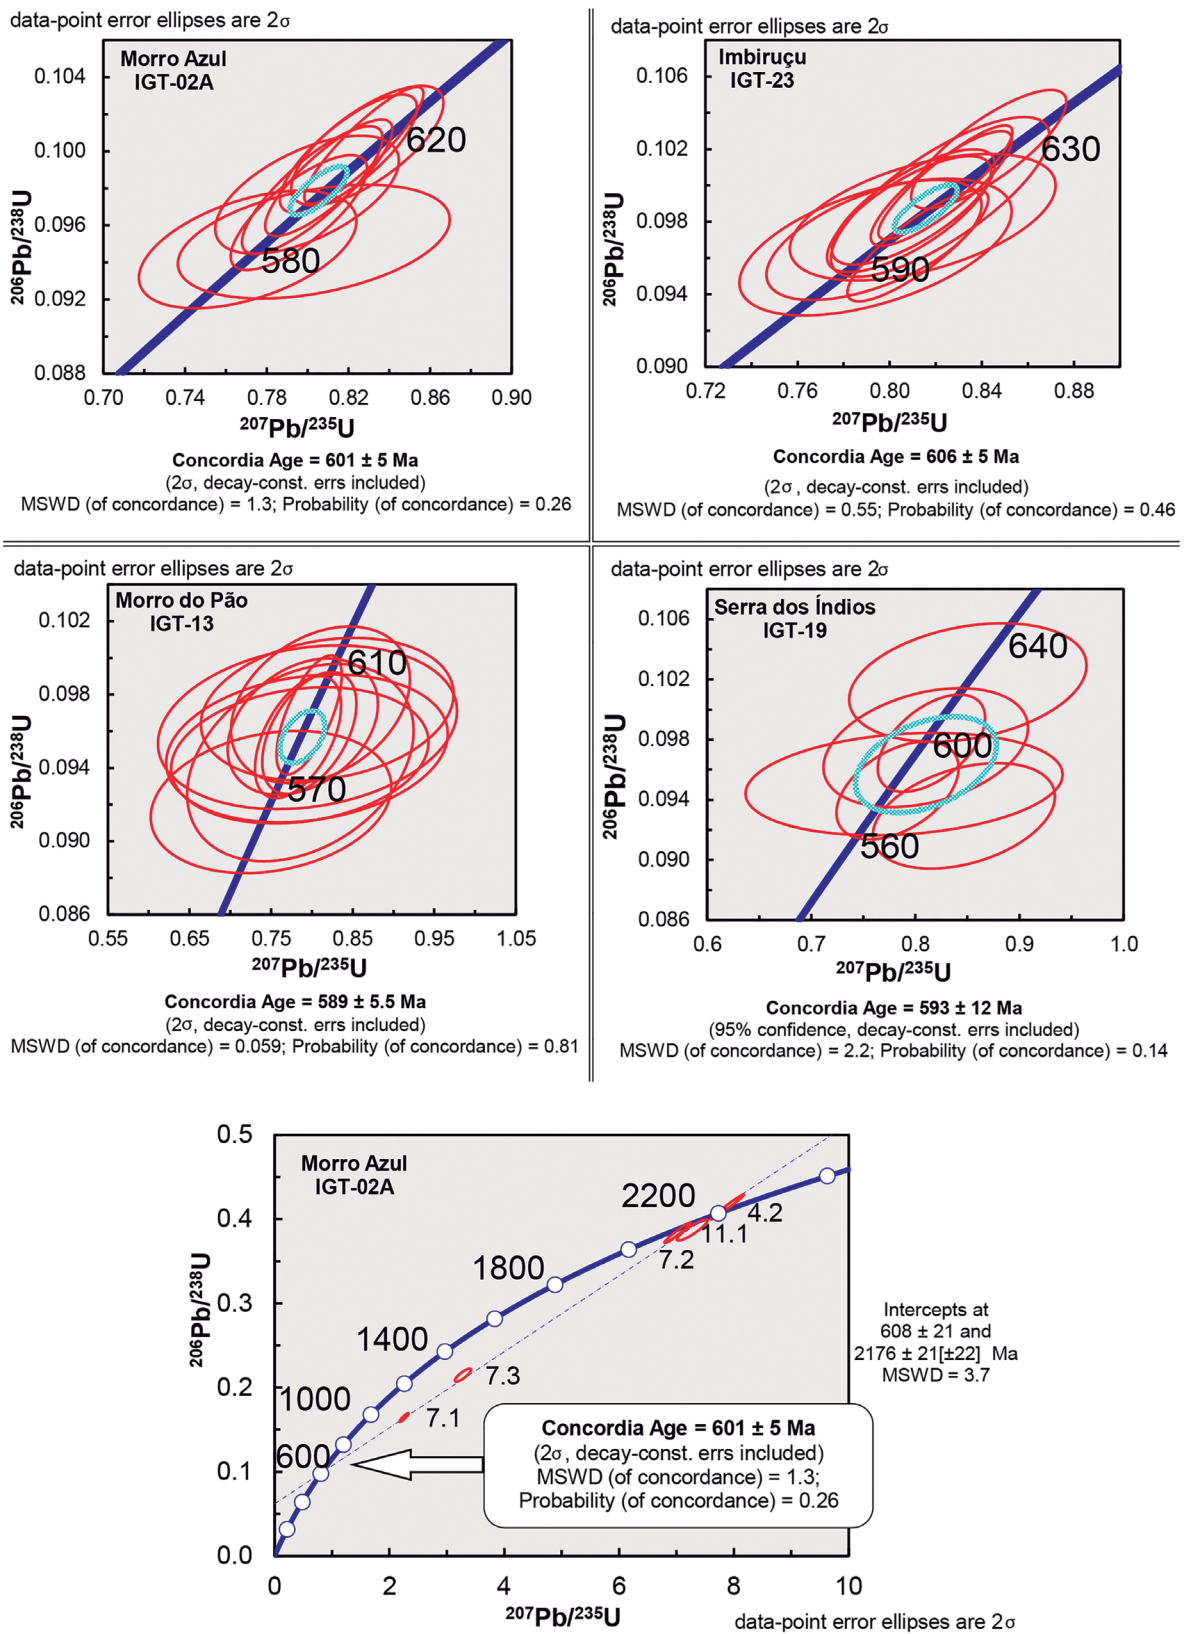 data-point error ellipses are 2σ
Morro Azul
IGT-02A
0.104
0.100
0.096
0.092
0.088
620
580
0.70 0.74 0.78 0.82 0.86 0.90
206Pb/238U
207Pb/235U
Concordia Age = 601 ± 5 Ma
(2σ, decay-const. errs included)
MSWD (of concordance) = 1.3; Probability (of concordance) = 0.26
data-point error ellipses are 2σ
Imbiruçu
IGT-23
0.106
0.102
0.098
0.094
0.090
630
590
0.72 0.76 0.80 0.84 0.88
206Pb/238U
207Pb/235U
Concordia Age = 606 ± 5 Ma
(2σ , decay-const. errs included)
MSWD (of concordance) = 0.55; Probability (of concordance) = 0.46
data-point error ellipses are 2σ
Morro do Pão
IGT-13
0.102
0.098
0.094
0.090
0.086
610
570
0.55 0.65 0.75 0.85 0.95 1.05
206Pb/238U
207Pb/235U
Concordia Age = 589 ± 5.5 Ma
(2σ, decay-const. errs included)
MSWD (of concordance) = 0.059; Probability (of concordance) = 0.81
data-point error ellipses are 2σ
Serra dos Índios
IGT-19
0.106
0.102
0.098
0.094
0.090
0.086
640
600
560
0.6 0.7 0.8 0.9 1.0
206Pb/238U
207Pb/235U
Concordia Age = 593 ± 12 Ma
(95% confidence, decay-const. errs included)
MSWD (of concordance) = 2.2; Probability (of concordance) = 0.14
Morro Azul
IGT-02A
0.5
0.4
0.3
0.2
0.1
0.0
2200
1800
1400
1000
600
4.2
11.1
7.2
7.3
7.1
Intercepts at
608 ± 21 and
2176 ± 21[±22] Ma
MSWD = 3.7
Concordia Age = 601 ± 5 Ma
(2σ, decay-const. errs included)
MSWD (of concordance) = 1.3;
Probability (of concordance) = 0.26
0 2 4 6 8 10
206Pb/238U
207Pb/235U
data-point error ellipses are 2σ